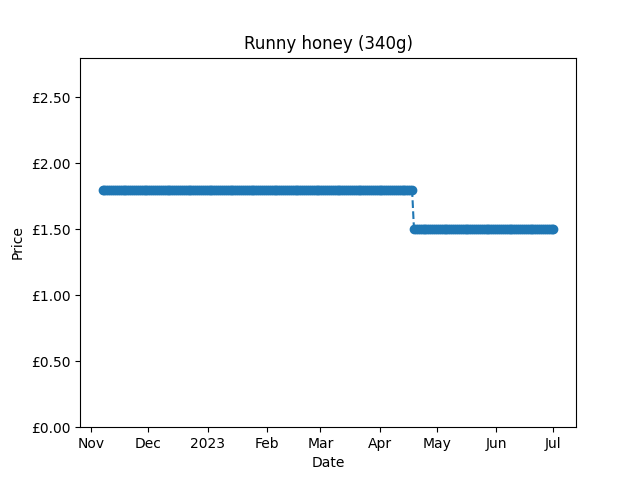 Runny honey (340g)
£2.50
£2.00
£1.50
£1.00
£0.50
£0.00
Price
Nov Dec 2023 Feb Mar Apr May Jun Jul
Date